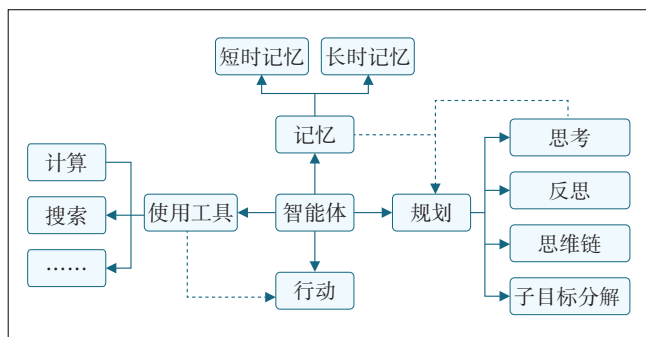 短时记忆
长时记忆
记忆
思考
计算
反思
搜索
使用工具
智能体
规划
思维链
……
行动
子目标分解